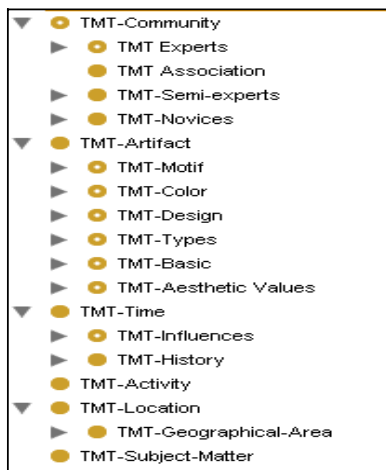 TMT-Community
TMT Experts
TMT Association
TMT-Semi-experts
TMT-Novices
TMT-Artifact
TMT-Motif
TMT-Color
TMT-Design
TMT-Types
TMT-Basic
TMT-Aesthetic Values
TMT-Time
TMT-Influences
TMT-History
TMT-Activity
TMT-Location
TMT-Geographical-Area
TMT-Subject-Matter